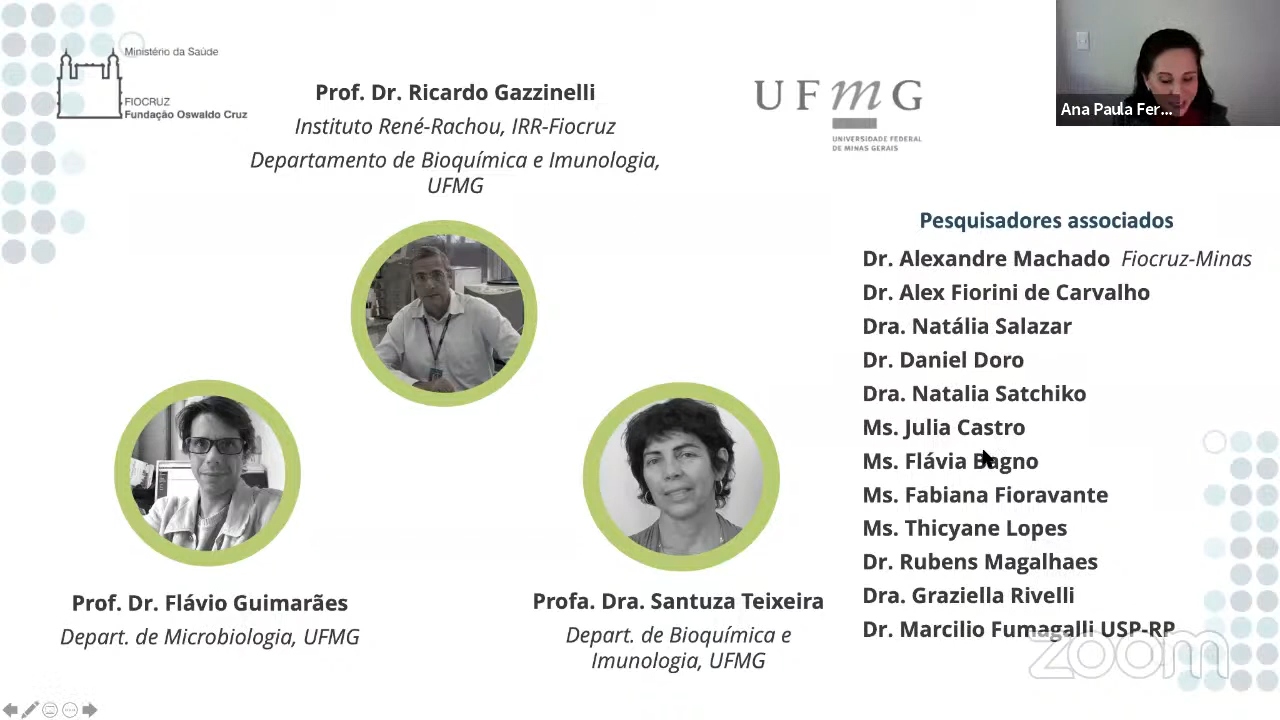 Ministério da Saúde
FIOCRUZ
Fundação Oswaldo Cruz
Prof. Dr. Ricardo Gazzinelli
Instituto René-Rachou, IRR-Fiocruz
Departamento de Bioquímica e Imunologia,
UFMG
UFMG
UNIVERSIDADE FEDERAL
DE MINAS GERAIS
Ana Paula Fer...
Prof. Dr. Flávio Guimarães
Depart. de Microbiologia, UFMG
Profa. Dra. Santuza Teixeira
Depart. de Bioquímica e
Imunologia, UFMG
Pesquisadores associados
Dr. Alexandre Machado Fiocruz-Minas
Dr. Alex Fiorini de Carvalho
Dra. Natália Salazar
Dr. Daniel Doro
Dra. Natalia Satchiko
Ms. Julia Castro
Ms. Flávia Bagno
Ms. Fabiana Fioravante
Ms. Thicyane Lopes
Dr. Rubens Magalhaes
Dra. Graziella Rivelli
Dr. Marcilio Fumagalli USP-RP
zoom